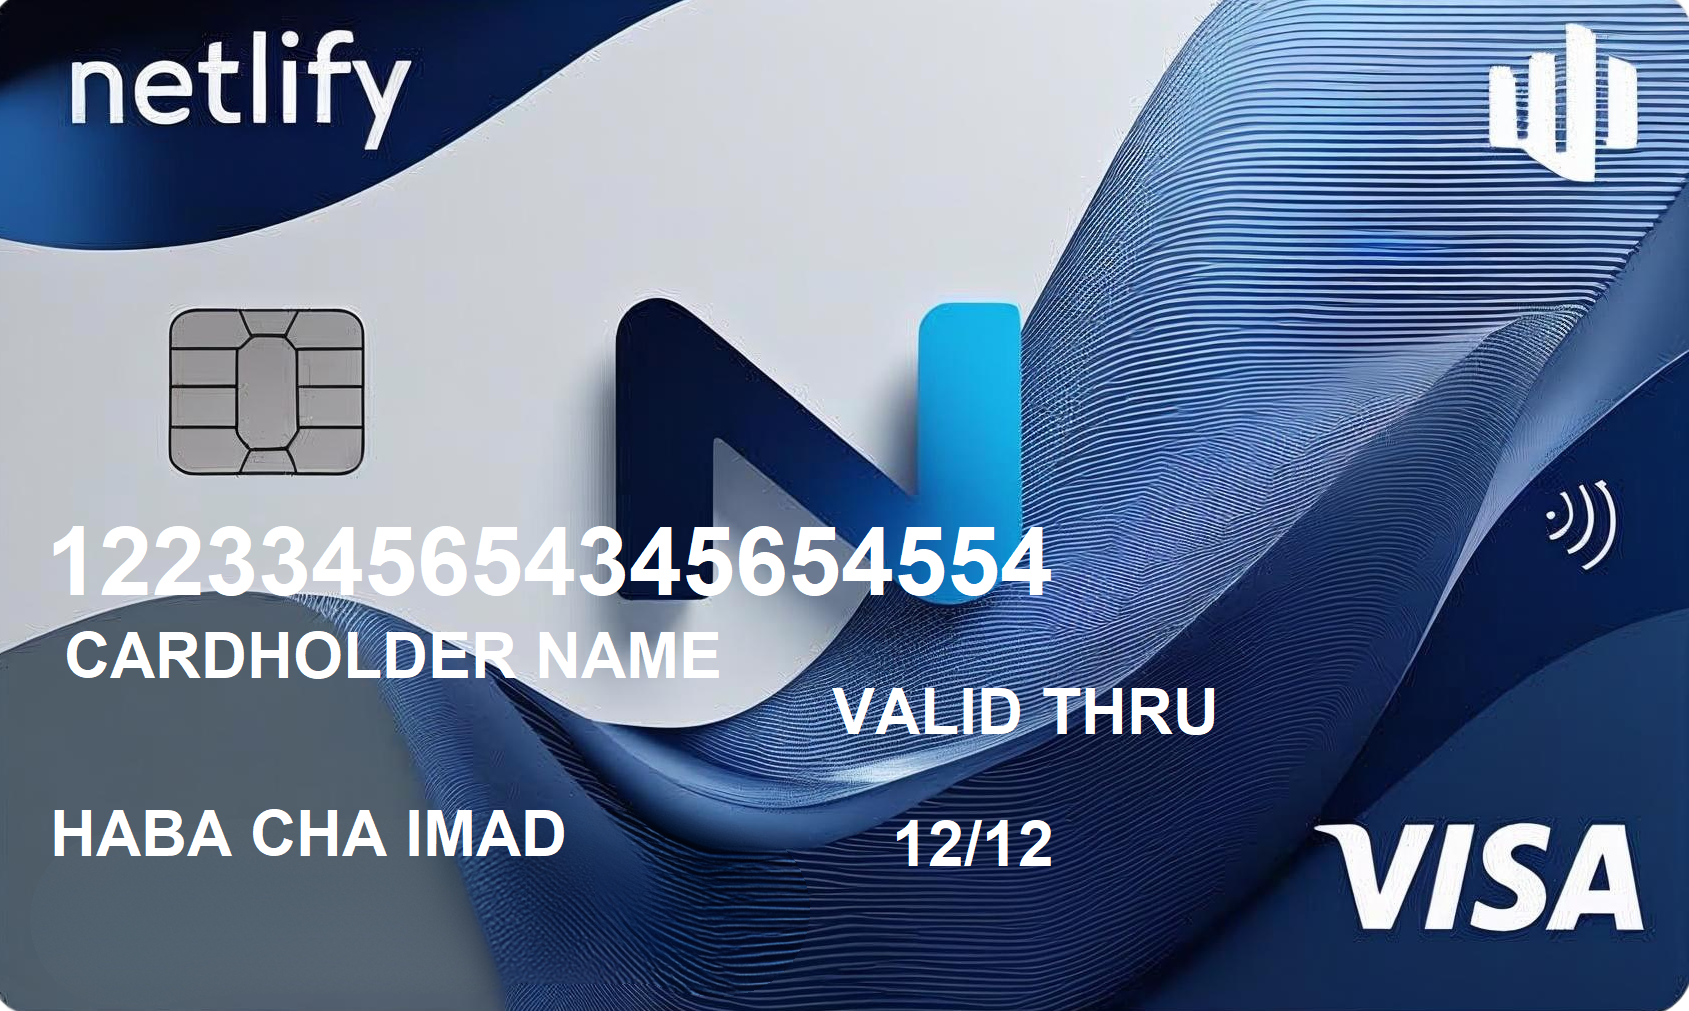 netlify
1223345654345654554
CARDHOLDER NAME
VALID THRU
HABA CHA IMAD
12/12
VISA